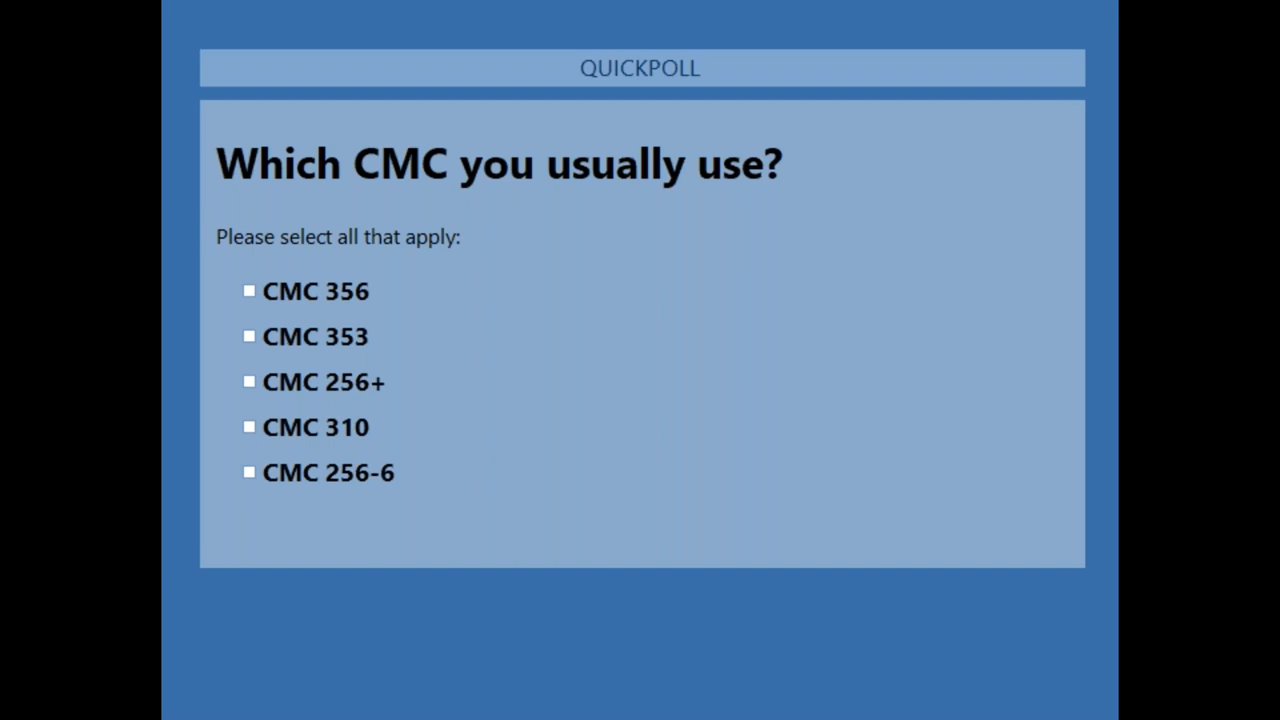 QUICKPOLL
Which CMC you usually use?
Please select all that apply:
CMC 356
CMC 353
CMC 256+
CMC 310
CMC 256-6